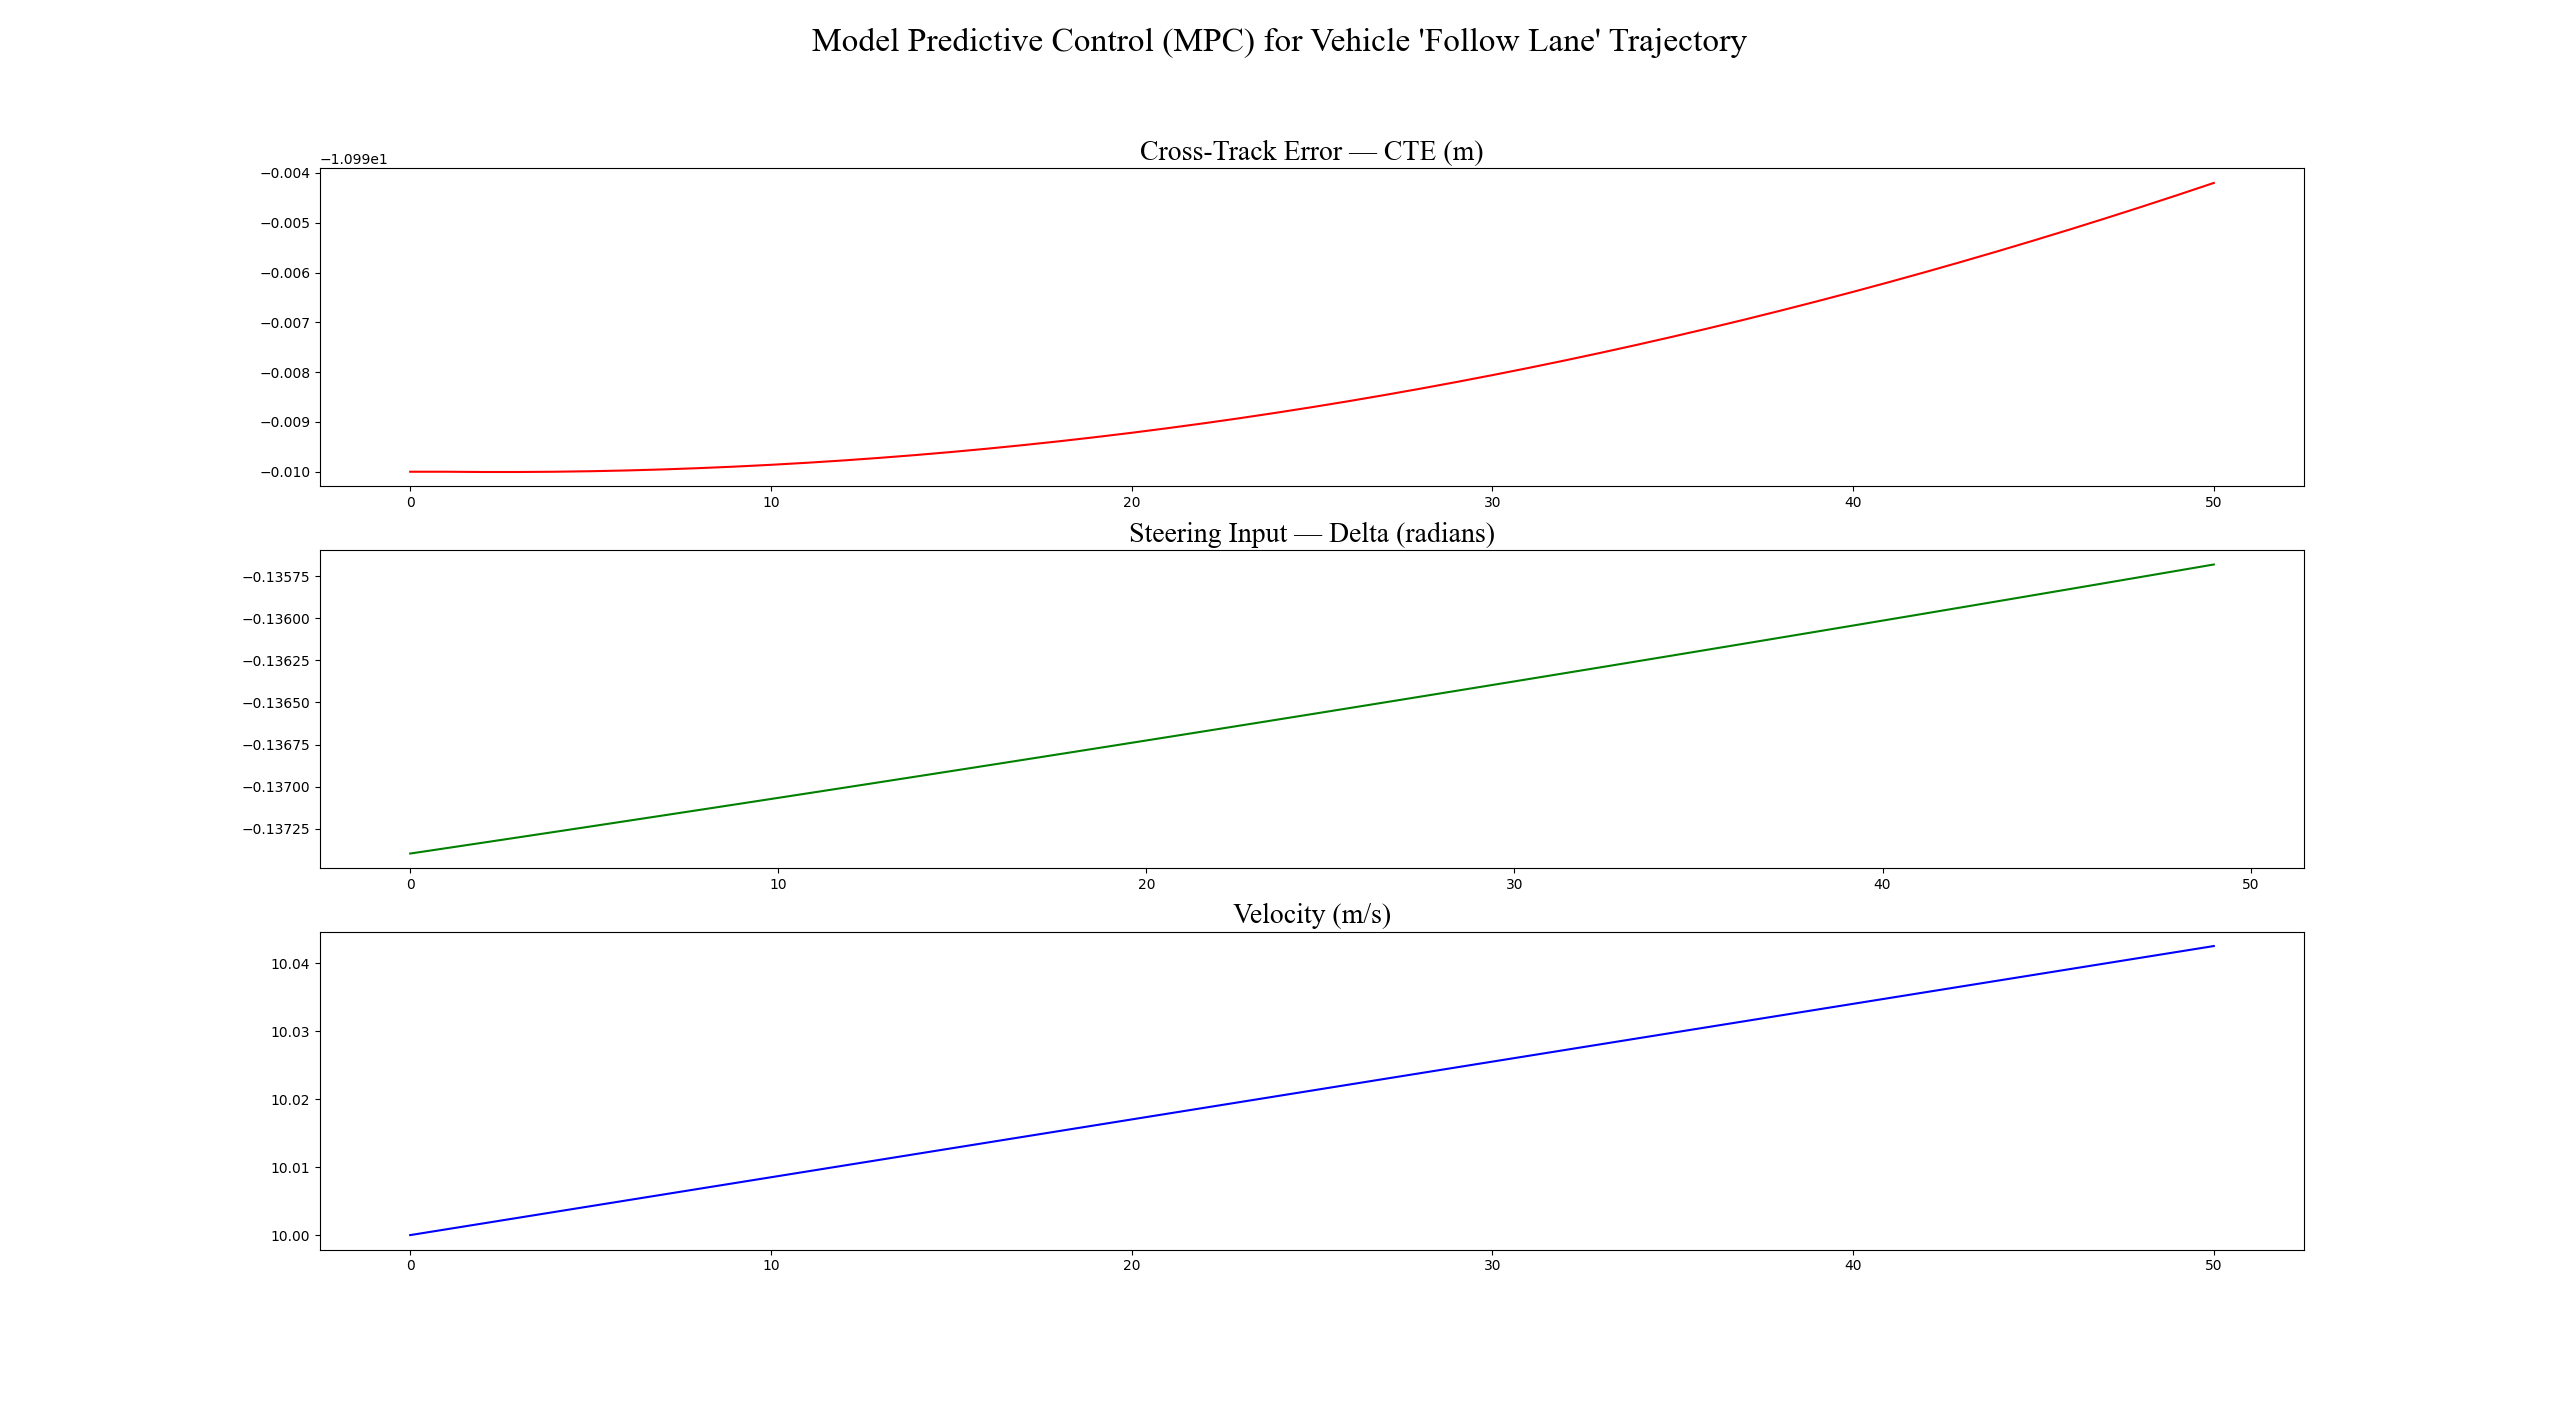 Model Predictive Control (MPC) for Vehicle 'Follow Lane' Trajectory
Cross-Track Error — CTE (m)
−1.099e1
−0.004
−0.005
−0.006
−0.007
−0.008
−0.009
−0.010
0 10 20 30 40 50
Steering Input — Delta (radians)
−0.13575
−0.13600
−0.13625
−0.13650
−0.13675
−0.13700
−0.13725
0 10 20 30 40 50
Velocity (m/s)
10.04
10.03
10.02
10.01
10.00
0 10 20 30 40 50